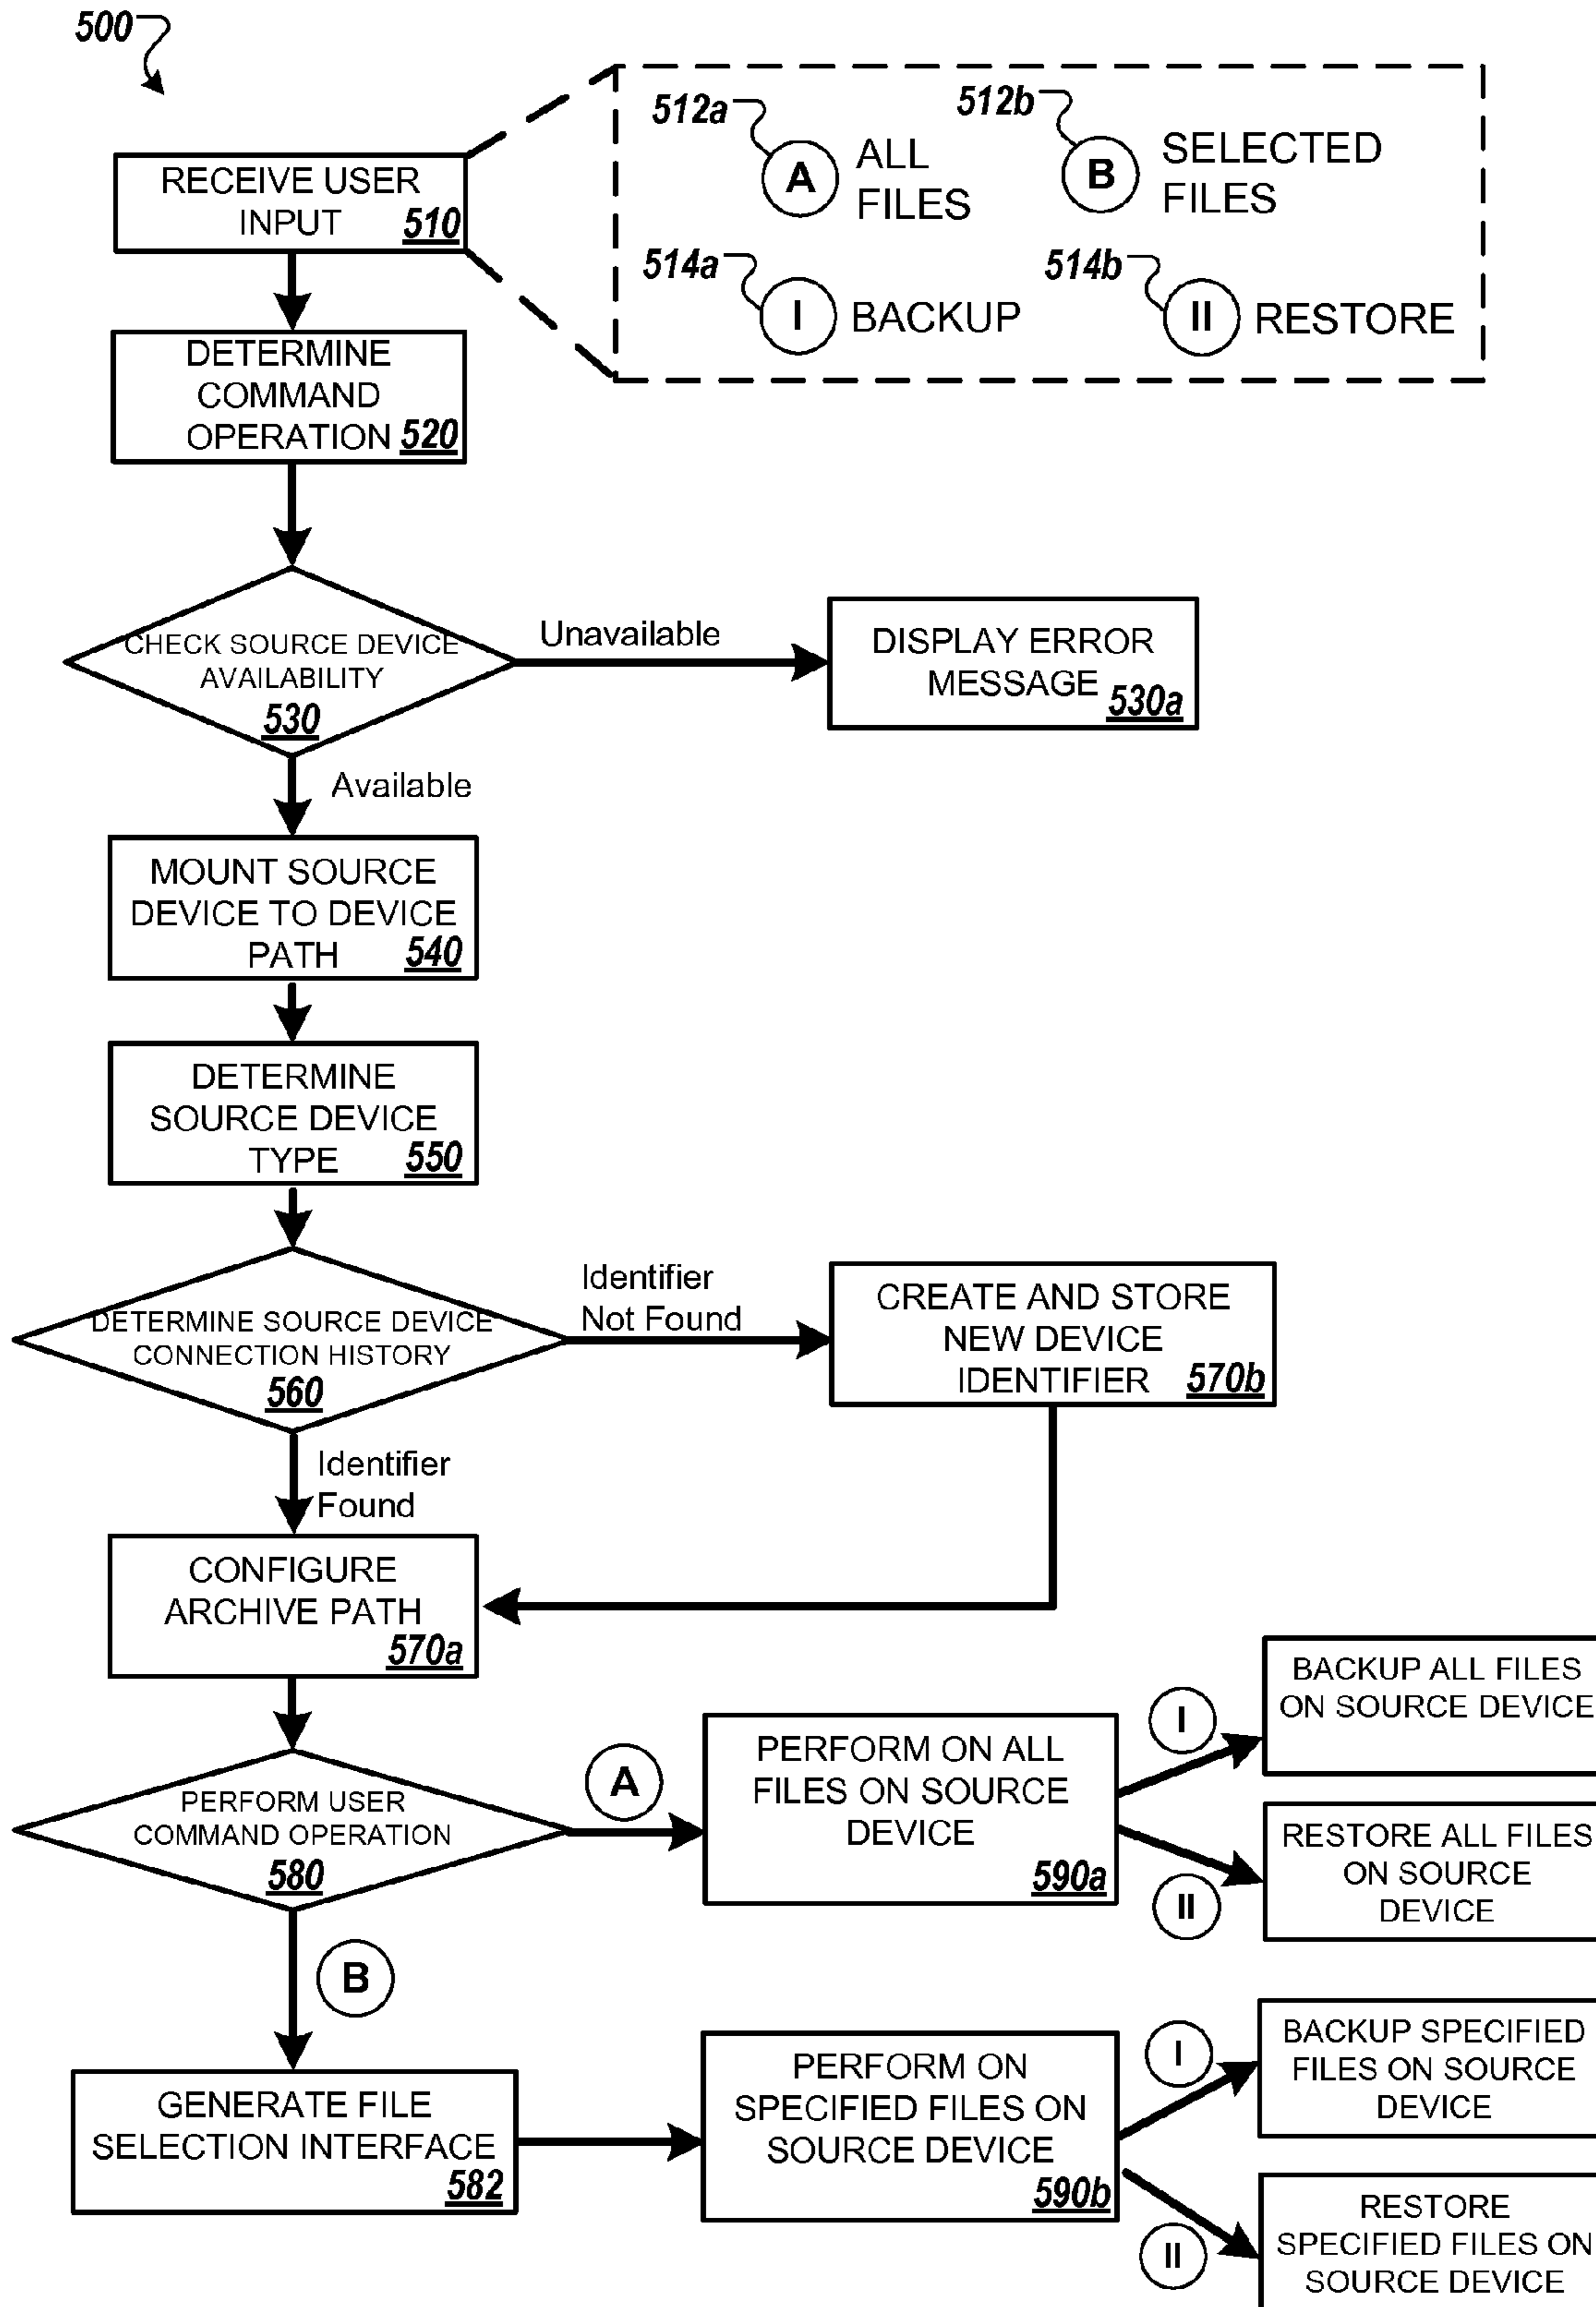 500
RECEIVE USER
INPUT 510
512a
A
ALL
FILES
512b
B
SELECTED
FILES
514a
I
BACKUP
514b
II
RESTORE
DETERMINE
COMMAND
OPERATION 520
CHECK SOURCE DEVICE
AVAILABILITY
530
Unavailable
DISPLAY ERROR
MESSAGE 530a
Available
MOUNT SOURCE
DEVICE TO DEVICE
PATH 540
DETERMINE
SOURCE DEVICE
TYPE 550
DETERMINE SOURCE DEVICE
CONNECTION HISTORY
560
Identifier
Not Found
CREATE AND STORE
NEW DEVICE
IDENTIFIER 570b
Identifier
Found
CONFIGURE
ARCHIVE PATH
570a
PERFORM USER
COMMAND OPERATION
580
A
PERFORM ON ALL
FILES ON SOURCE
DEVICE
590a
I
BACKUP ALL FILES
ON SOURCE DEVICE
II
RESTORE ALL FILES
ON SOURCE
DEVICE
B
GENERATE FILE
SELECTION INTERFACE
582
PERFORM ON
SPECIFIED FILES ON
SOURCE DEVICE
590b
I
BACKUP SPECIFIED
FILES ON SOURCE
DEVICE
II
RESTORE
SPECIFIED FILES ON
SOURCE DEVICE